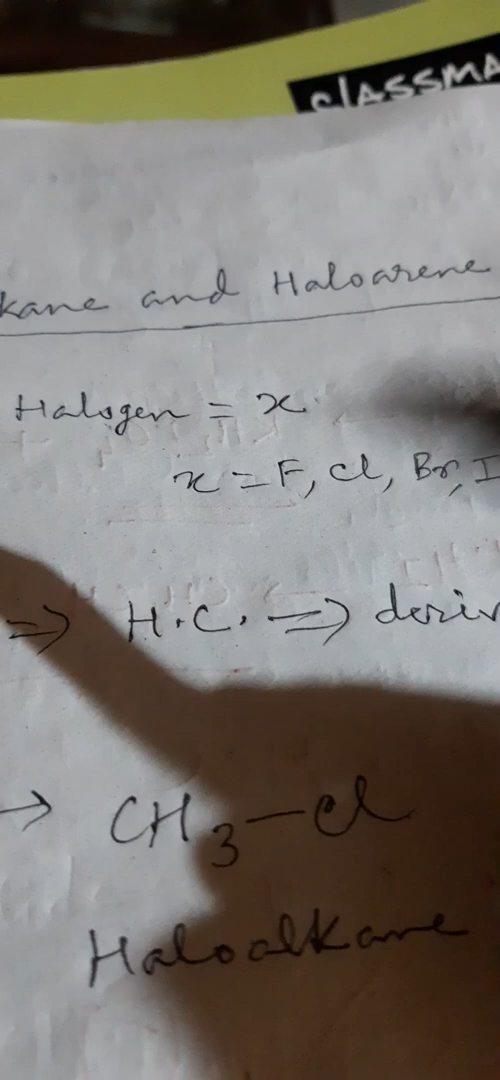 CLASSMA
kane and Haloarene
Halogen = x
x = F, Cl, Br, I
⇒ H.C. ⇒ deriv
→ CH3-Cl
Haloalkane